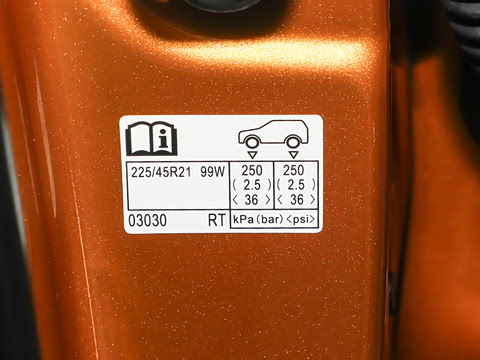 i
225/45R21 99W 250 250
(2.5) (2.5)
<36> <36>
03030 RT kPa(bar)<psi>